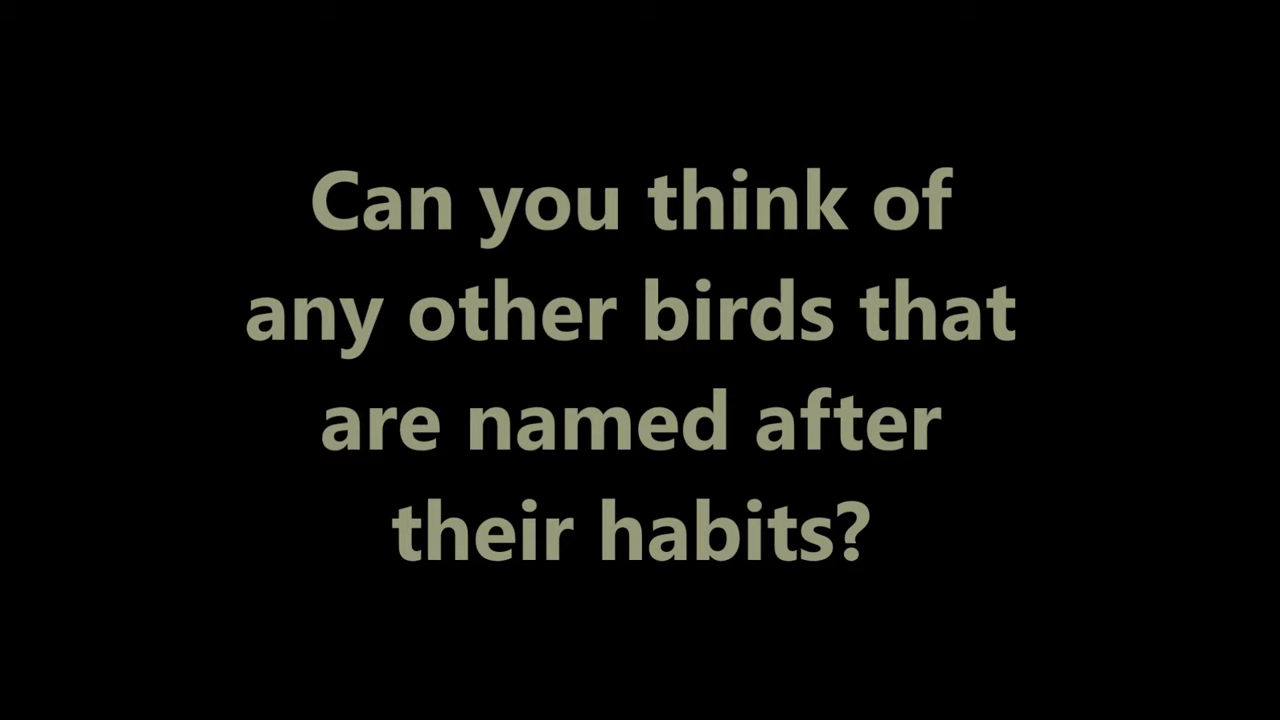 Can you think of
any other birds that
are named after
their habits?